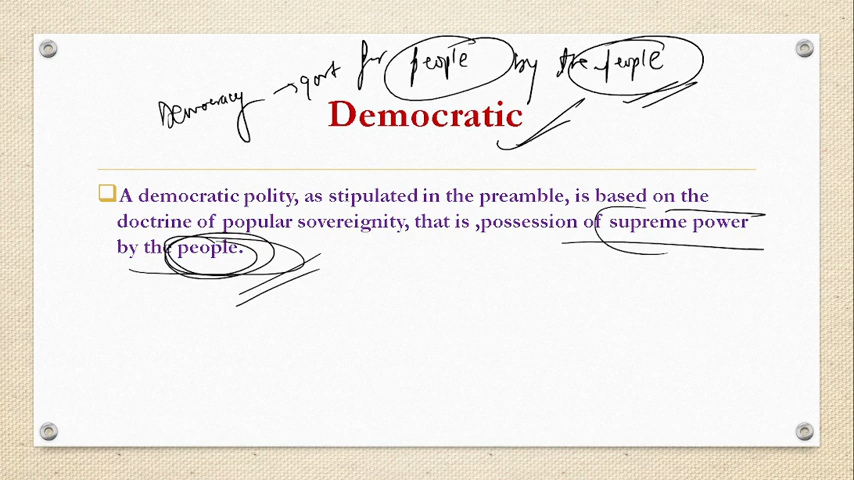 Democracy → govt for people by the people
Democratic
A democratic polity, as stipulated in the preamble, is based on the
doctrine of popular sovereignty, that is ,possession of supreme power
by the people.